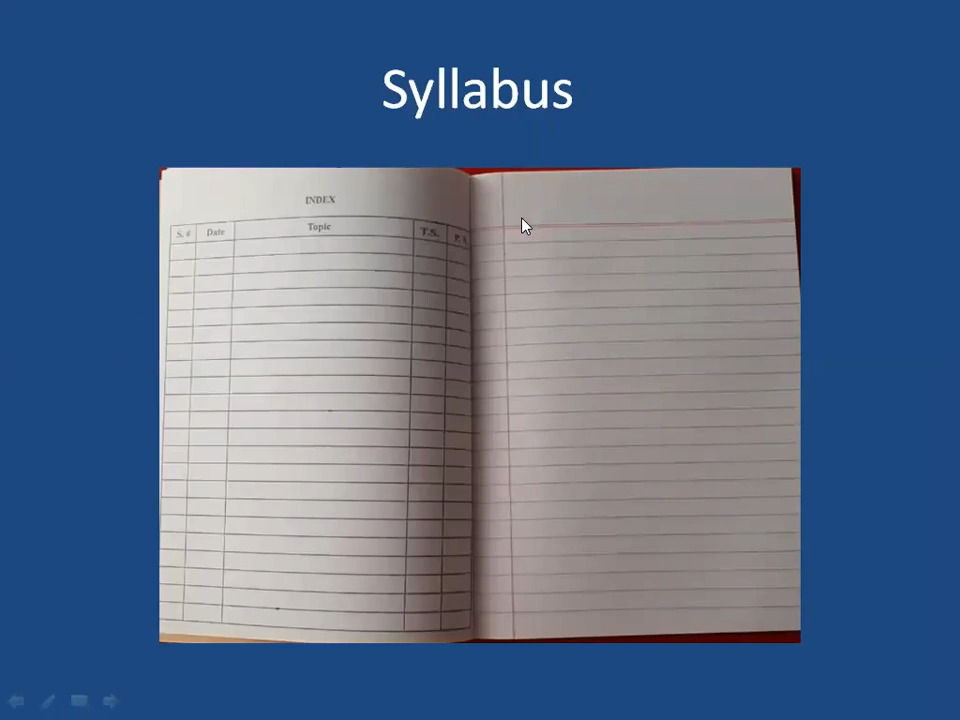 Syllabus
INDEX
S. # Date Topic T.S. P. S.